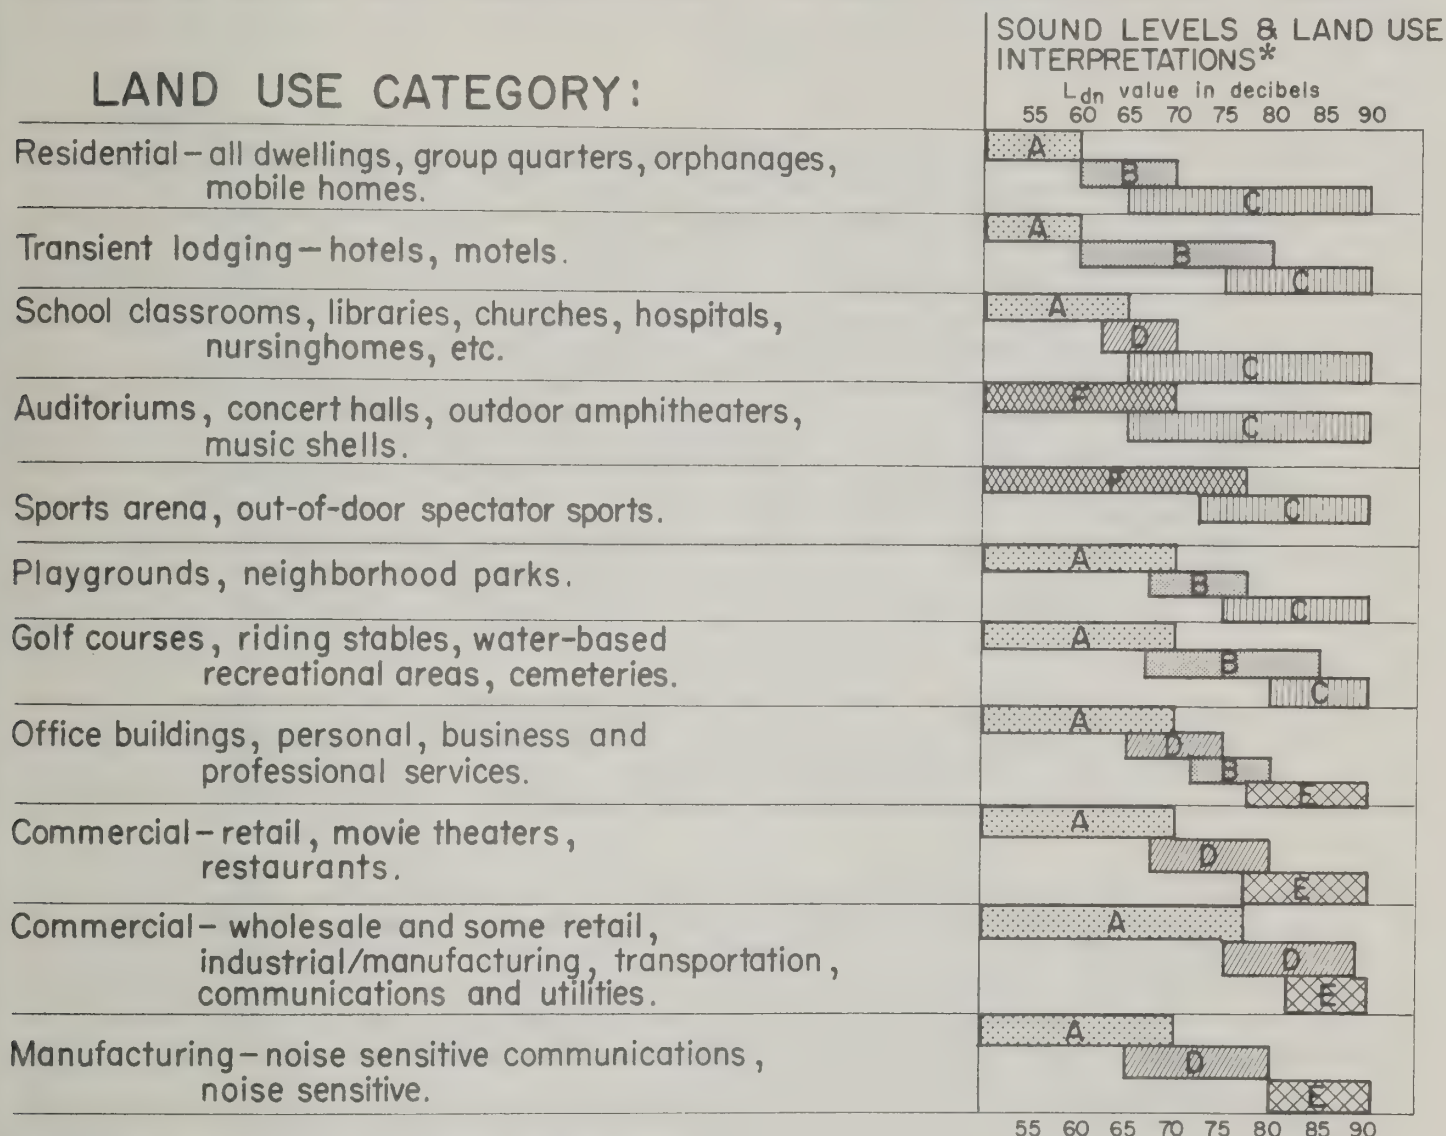 SOUND LEVELS & LAND USE
INTERPRETATIONS*
LAND USE CATEGORY:
Ldn value in decibels
55 60 65 70 75 80 85 90
Residential – all dwellings, group quarters, orphanages,
mobile homes.
A
B
C
Transient lodging – hotels, motels.
A
B
C
School classrooms, libraries, churches, hospitals,
nursinghomes, etc.
A
D
C
Auditoriums, concert halls, outdoor amphitheaters,
music shells.
F
C
Sports arena, out-of-door spectator sports.
F
C
Playgrounds, neighborhood parks.
A
B
C
Golf courses, riding stables, water-based
recreational areas, cemeteries.
A
B
C
Office buildings, personal, business and
professional services.
A
D
B
E
Commercial – retail, movie theaters,
restaurants.
A
D
E
Commercial – wholesale and some retail,
industrial/manufacturing, transportation,
communications and utilities.
A
D
E
Manufacturing – noise sensitive communications,
noise sensitive.
A
D
E
55 60 65 70 75 80 85 90